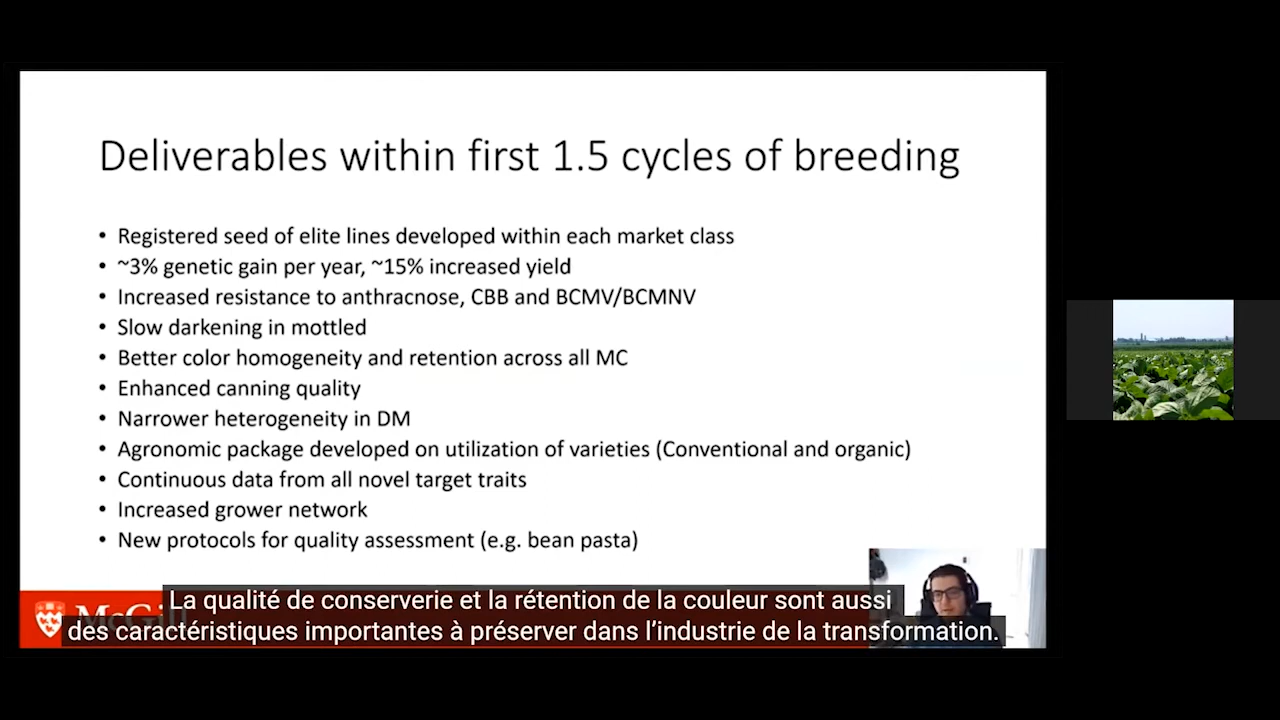 Deliverables within first 1.5 cycles of breeding
• Registered seed of elite lines developed within each market class
• ~3% genetic gain per year, ~15% increased yield
• Increased resistance to anthracnose, CBB and BCMV/BCMNV
• Slow darkening in mottled
• Better color homogeneity and retention across all MC
• Enhanced canning quality
• Narrower heterogeneity in DM
• Agronomic package developed on utilization of varieties (Conventional and organic)
• Continuous data from all novel target traits
• Increased grower network
• New protocols for quality assessment (e.g. bean pasta)
McGill
La qualité de conserverie et la rétention de la couleur sont aussi
des caractéristiques importantes à préserver dans l’industrie de la transformation.